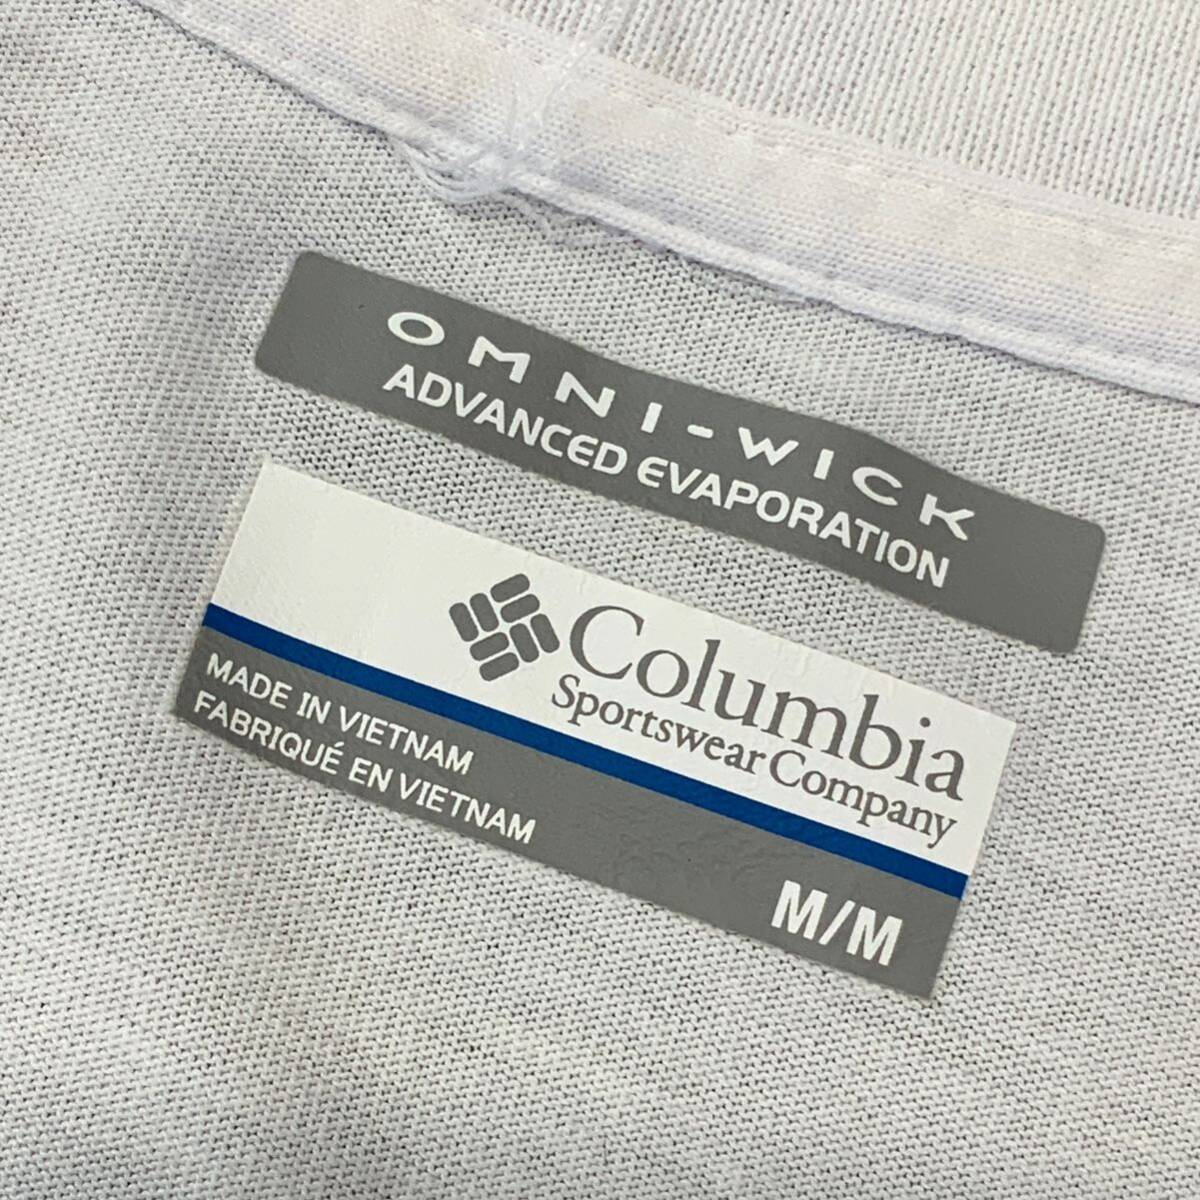 OMNI-WICK
ADVANCED EVAPORATION
Columbia
Sportswear Company
MADE IN VIETNAM
FABRIQUÉ EN VIETNAM
M/M